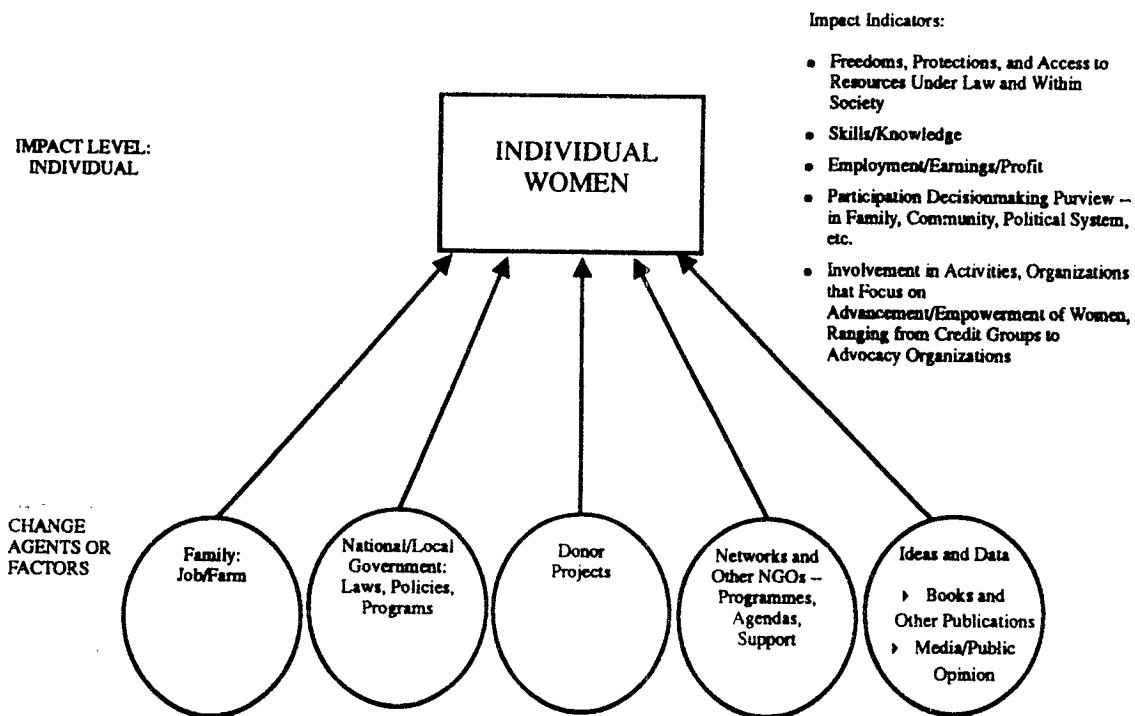 Impact Indicators:
• Freedoms, Protections, and Access to
Resources Under Law and Within
Society
• Skills/Knowledge
• Employment/Earnings/Profit
• Participation Decisionmaking Purview --
in Family, Community, Political System,
etc.
• Involvement in Activities, Organizations
that Focus on
Advancement/Empowerment of Women,
Ranging from Credit Groups to
Advocacy Organizations
IMPACT LEVEL:
INDIVIDUAL
INDIVIDUAL
WOMEN
CHANGE
AGENTS OR
FACTORS
Family:
Job/Farm
National/Local
Government:
Laws, Policies,
Programs
Donor
Projects
Networks and
Other NGOs --
Programmes,
Agendas,
Support
Ideas and Data
Books and
Other Publications
Media/Public
Opinion